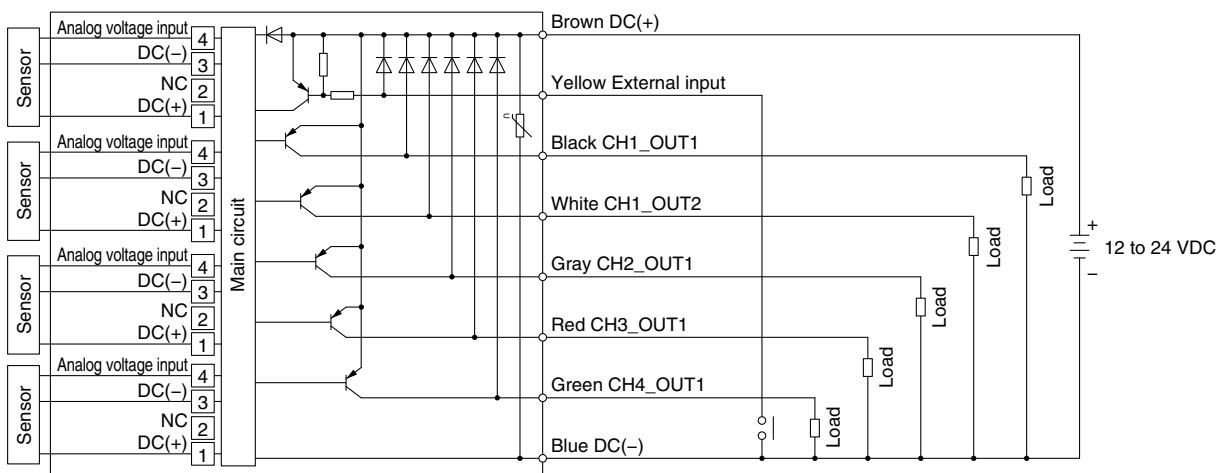 Sensor
Analog voltage input 4
DC(−) 3
NC 2
DC(+) 1
Sensor
Analog voltage input 4
DC(−) 3
NC 2
DC(+) 1
Sensor
Analog voltage input 4
DC(−) 3
NC 2
DC(+) 1
Sensor
Analog voltage input 4
DC(−) 3
NC 2
DC(+) 1
Main circuit
Brown DC(+)
Yellow External input
Black CH1_OUT1
White CH1_OUT2
Gray CH2_OUT1
Red CH3_OUT1
Green CH4_OUT1
Blue DC(−)
Load
Load
Load
Load
Load
+
12 to 24 VDC
−